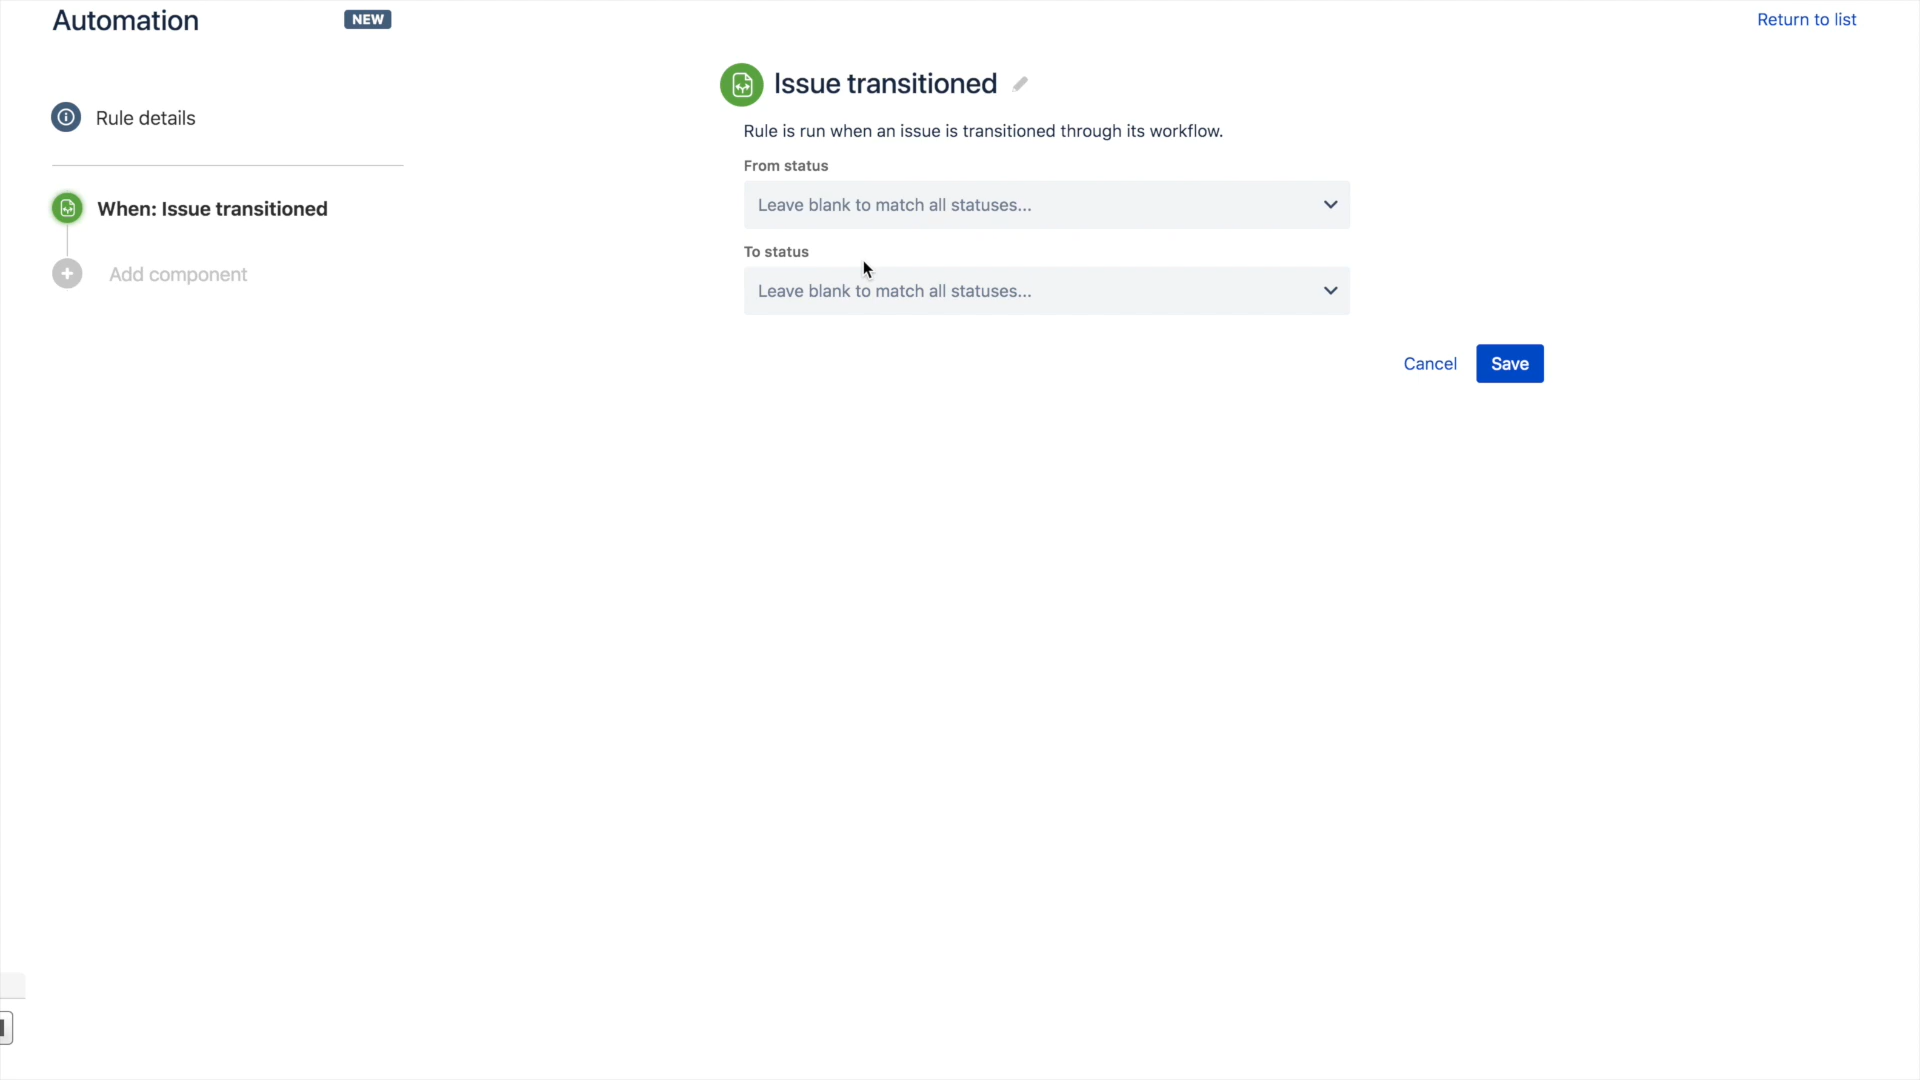 Automation
NEW
Return to list
Rule details
When: Issue transitioned
Add component
Issue transitioned
Rule is run when an issue is transitioned through its workflow.
From status
Leave blank to match all statuses...
To status
Leave blank to match all statuses...
Cancel
Save